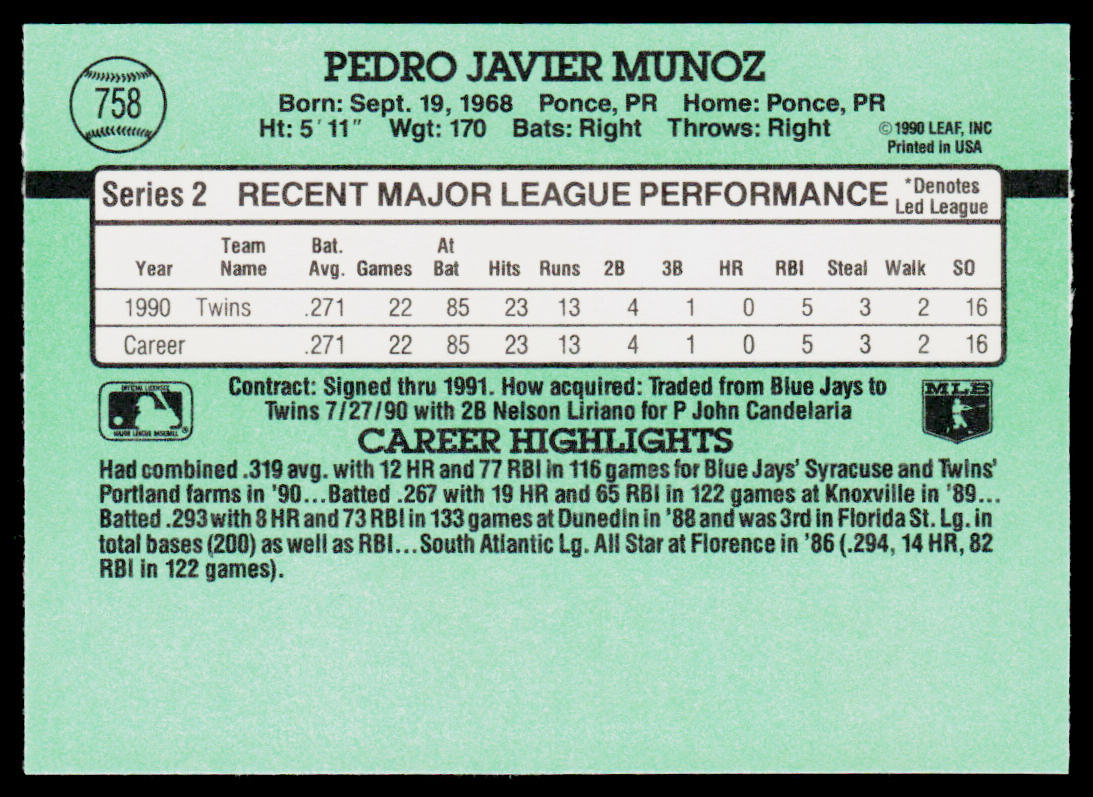 758
PEDRO JAVIER MUNOZ
Born: Sept. 19, 1968 Ponce, PR Home: Ponce, PR
Ht: 5'11" Wgt: 170 Bats: Right Throws: Right
©1990 LEAF, INC
Printed in USA
Series 2 RECENT MAJOR LEAGUE PERFORMANCE *Denotes
Led League
Year Team Name Bat. Avg. Games At Bat Hits Runs 2B 3B HR RBI Steal Walk SO
1990 Twins .271 22 85 23 13 4 1 0 5 3 2 16
Career .271 22 85 23 13 4 1 0 5 3 2 16
OFFICIAL LICENSEE
MAJOR LEAGUE BASEBALL®
MLB
Contract: Signed thru 1991. How acquired: Traded from Blue Jays to
Twins 7/27/90 with 2B Nelson Liriano for P John Candelaria
CAREER HIGHLIGHTS
Had combined .319 avg. with 12 HR and 77 RBI in 116 games for Blue Jays' Syracuse and Twins'
Portland farms in '90...Batted .267 with 19 HR and 65 RBI in 122 games at Knoxville in '89...
Batted .293 with 8 HR and 73 RBI in 133 games at Dunedin in '88 and was 3rd in Florida St. Lg. in
total bases (200) as well as RBI...South Atlantic Lg. All Star at Florence in '86 (.294, 14 HR, 82
RBI in 122 games).